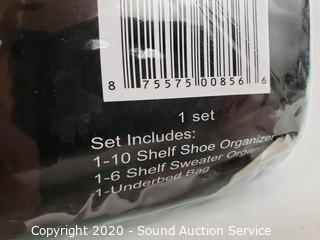 8 75575 00856 6
1 set
Set Includes:
1-10 Shelf Shoe Organizer
1-6 Shelf Sweater Organ
1-Underbed Bag
Copyright 2020 - Sound Auction Service